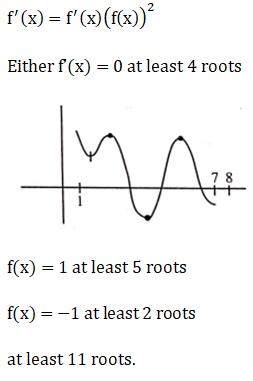 f′(x) = f′(x)(f(x))²
Either f′(x) = 0 at least 4 roots
7 8
1
f(x) = 1 at least 5 roots
f(x) = −1 at least 2 roots
at least 11 roots.